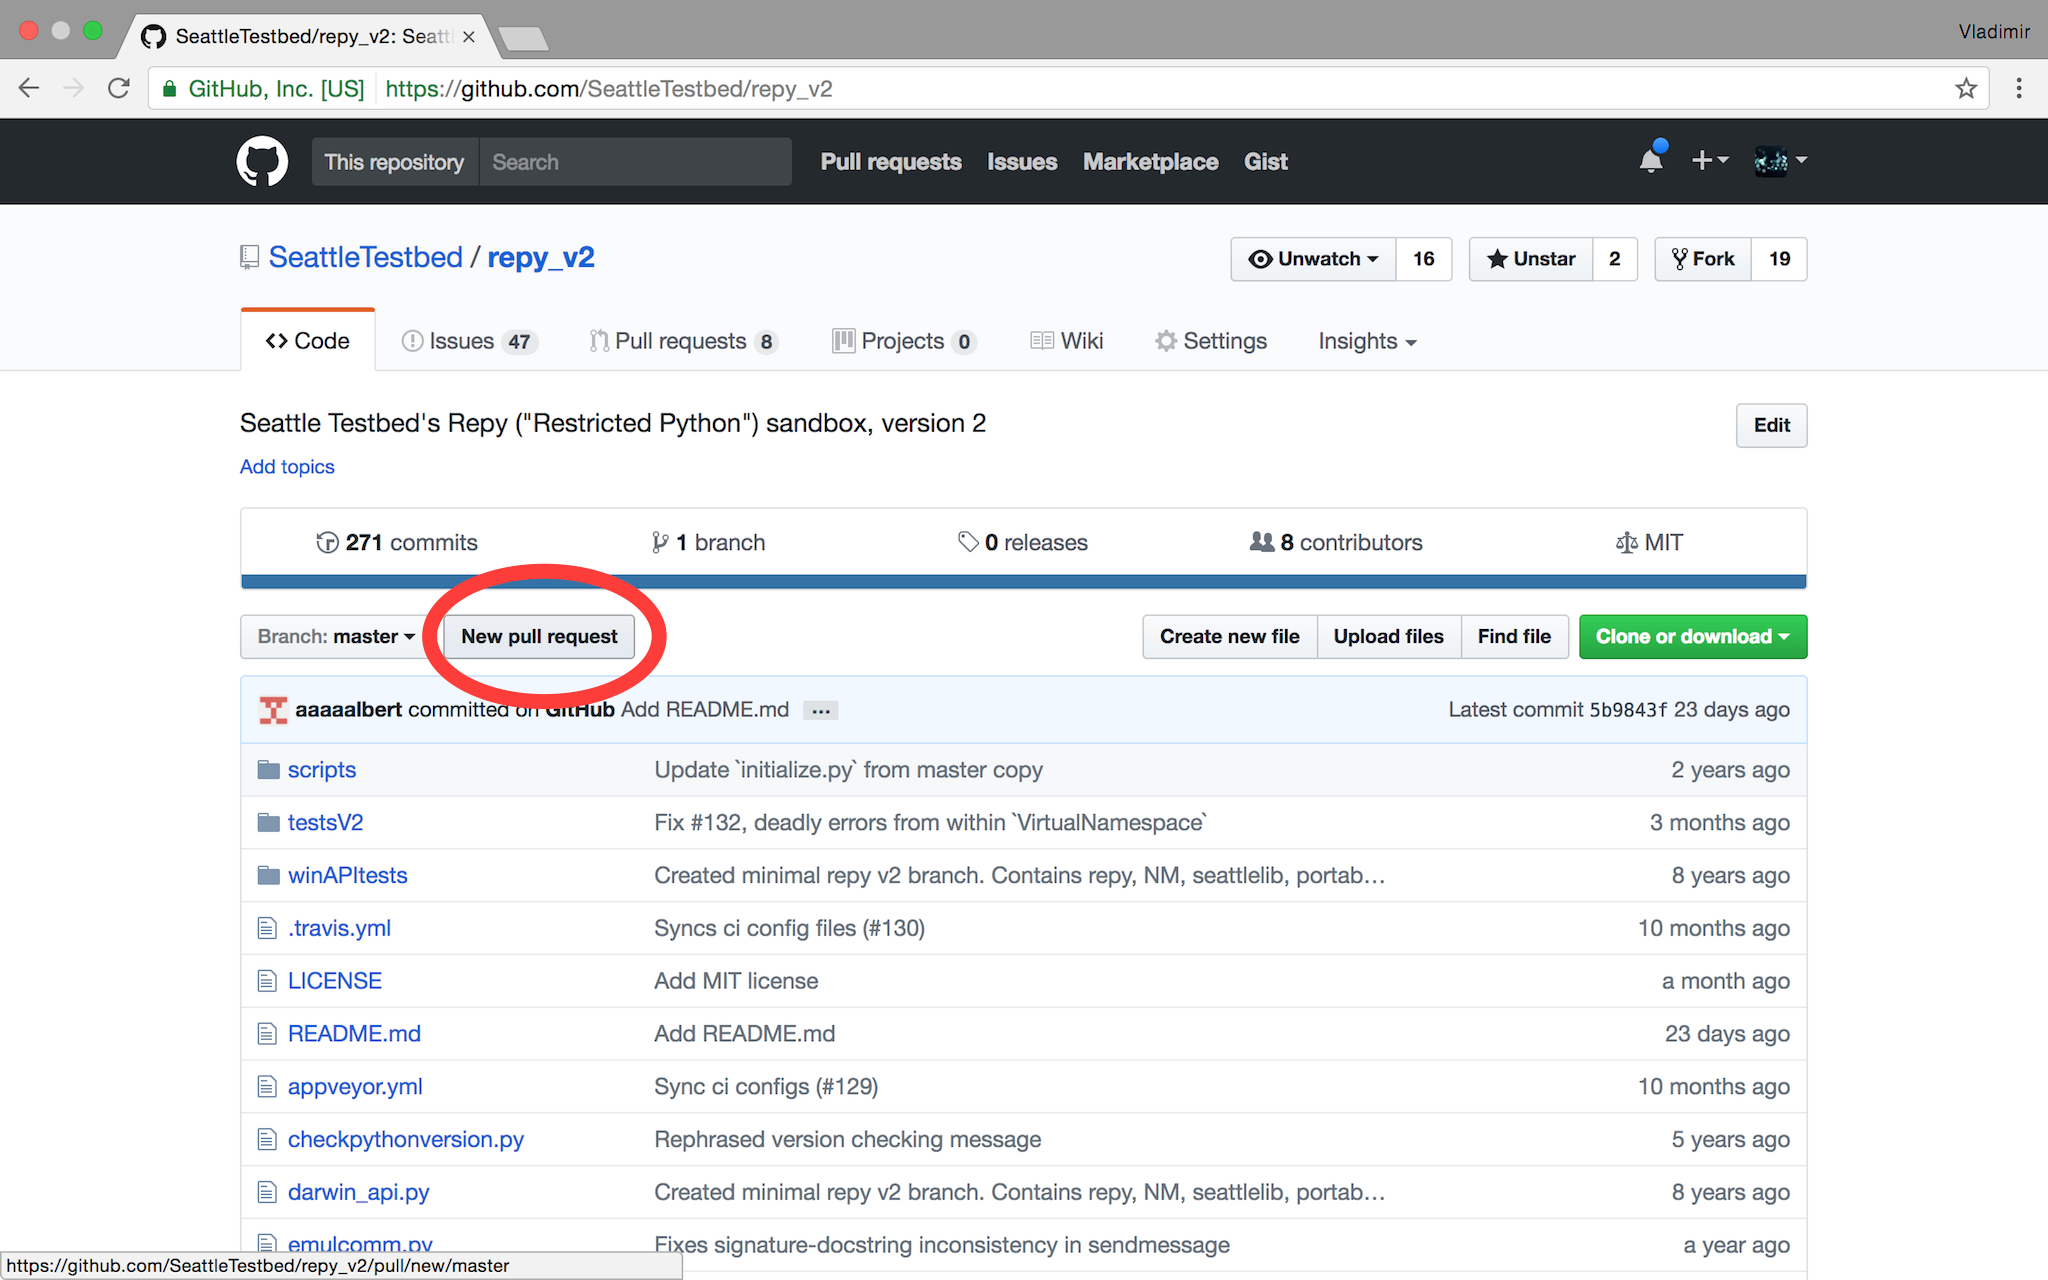 SeattleTestbed/repy_v2: Seatt
Vladimir
GitHub, Inc. [US] https://github.com/SeattleTestbed/repy_v2
This repository Search Pull requests Issues Marketplace Gist
SeattleTestbed / repy_v2 Unwatch 16 Unstar 2 Fork 19
Code Issues 47 Pull requests 8 Projects 0 Wiki Settings Insights
Seattle Testbed's Repy ("Restricted Python") sandbox, version 2 Edit
Add topics
271 commits 1 branch 0 releases 8 contributors MIT
Branch: master New pull request Create new file Upload files Find file Clone or download
aaaaalbert committed on GitHub Add README.md ... Latest commit 5b9843f 23 days ago
scripts Update `initialize.py` from master copy 2 years ago
testsV2 Fix #132, deadly errors from within `VirtualNamespace` 3 months ago
winAPItests Created minimal repy v2 branch. Contains repy, NM, seattlelib, portab… 8 years ago
.travis.yml Syncs ci config files (#130) 10 months ago
LICENSE Add MIT license a month ago
README.md Add README.md 23 days ago
appveyor.yml Sync ci configs (#129) 10 months ago
checkpythonversion.py Rephrased version checking message 5 years ago
darwin_api.py Created minimal repy v2 branch. Contains repy, NM, seattlelib, portab… 8 years ago
emulcomm.py Fixes signature-docstring inconsistency in sendmessage a year ago
https://github.com/SeattleTestbed/repy_v2/pull/new/master